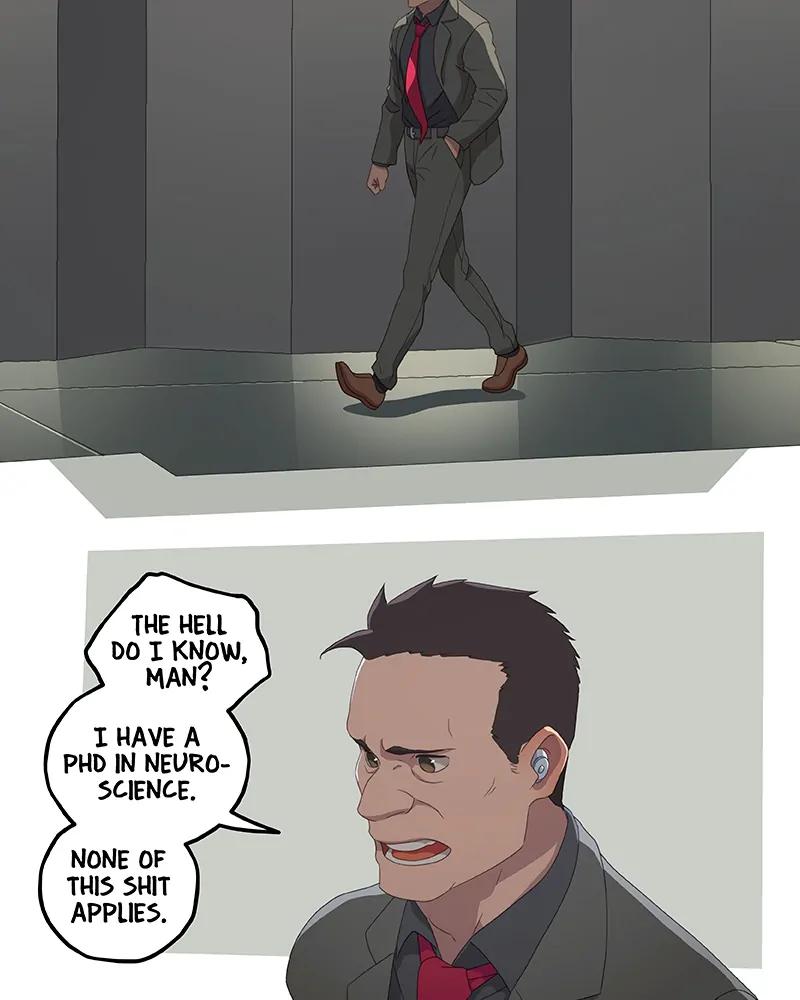 THE HELL
DO I KNOW,
MAN?
I HAVE A
PHD IN NEURO-
SCIENCE.
NONE OF
THIS SHIT
APPLIES.